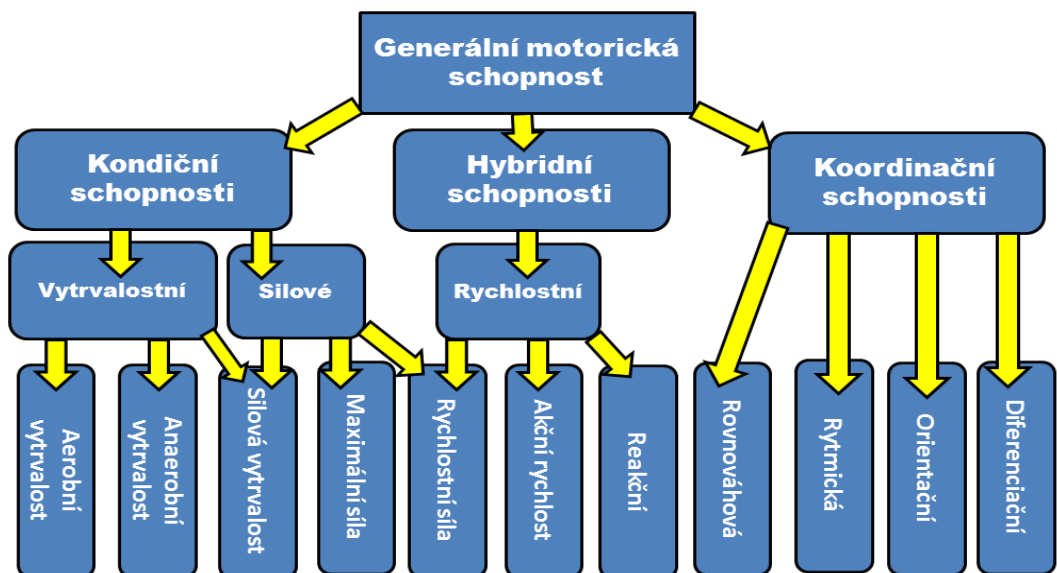 Generální motorická
schopnost
Kondiční
schopnosti
Hybridní
schopnosti
Koordinační
schopnosti
Vytrvalostní
Silové
Rychlostní
Aerobní
vytrvalost
Anaerobní
vytrvalost
Silová vytrvalost
Maximální síla
Rychlostní síla
Akční rychlost
Reakční
Rovnováhová
Rytmická
Orientační
Diferenciační